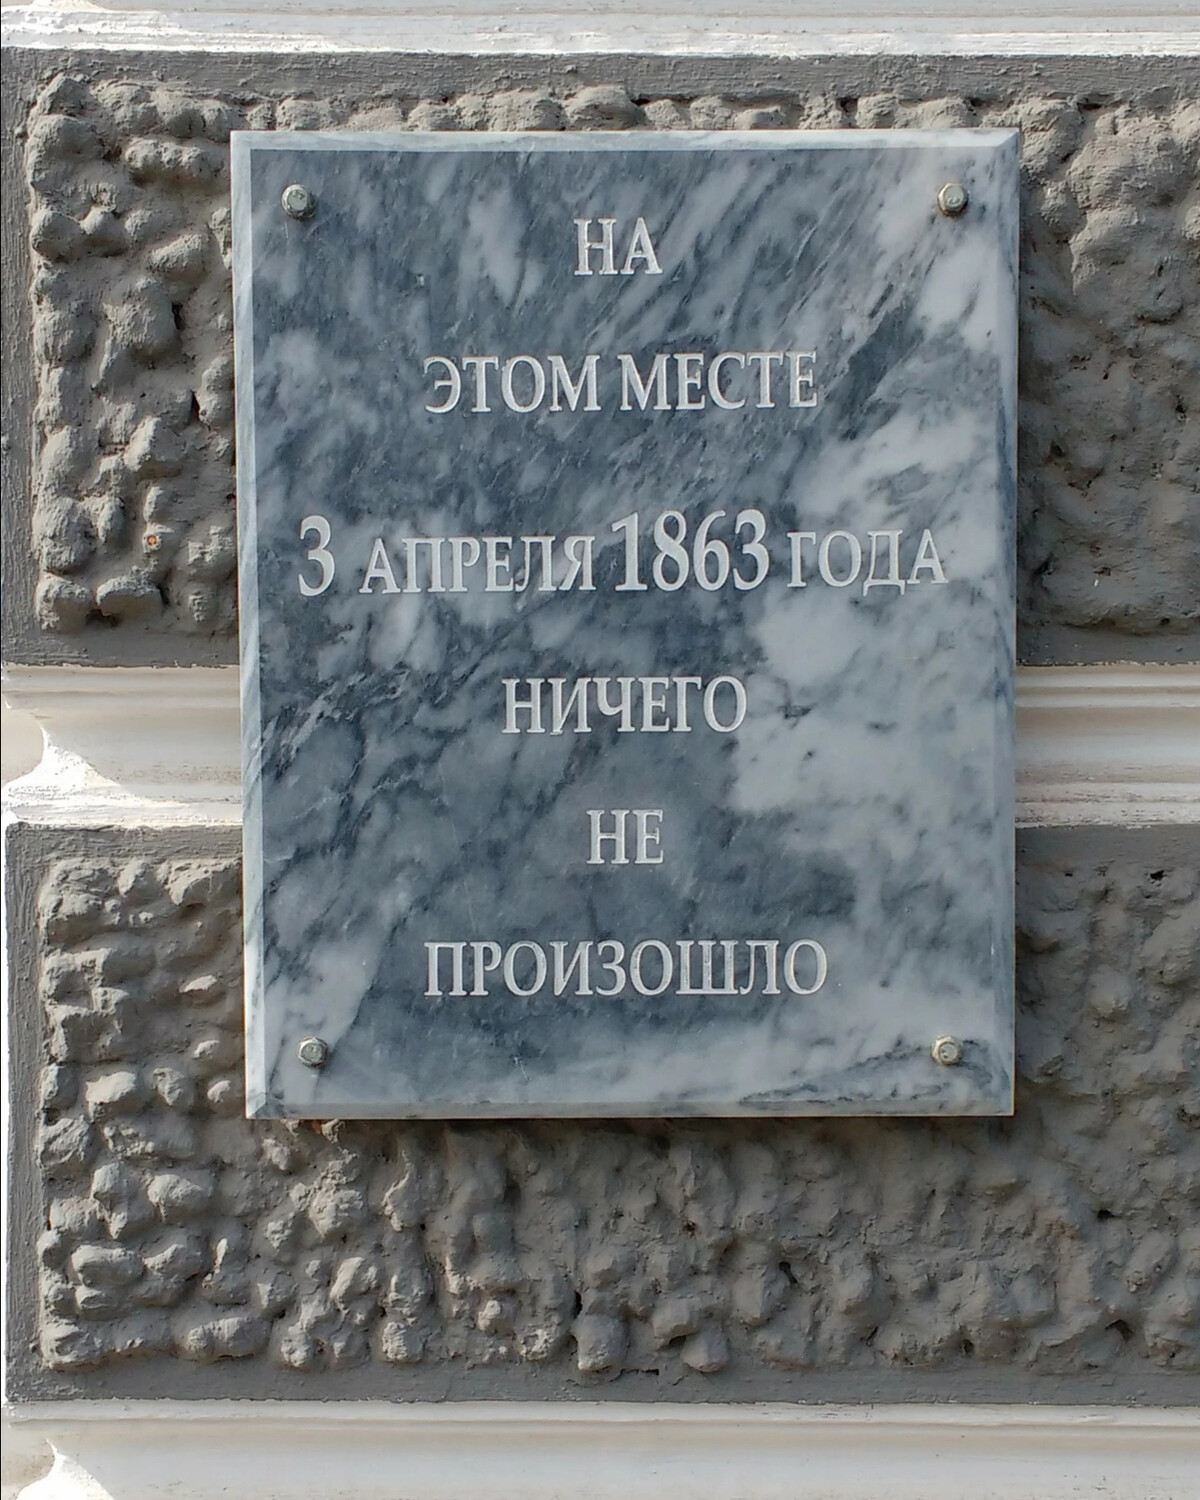 НА
ЭТОМ МЕСТЕ
3 АПРЕЛЯ 1863 ГОДА
НИЧЕГО
НЕ
ПРОИЗОШЛО